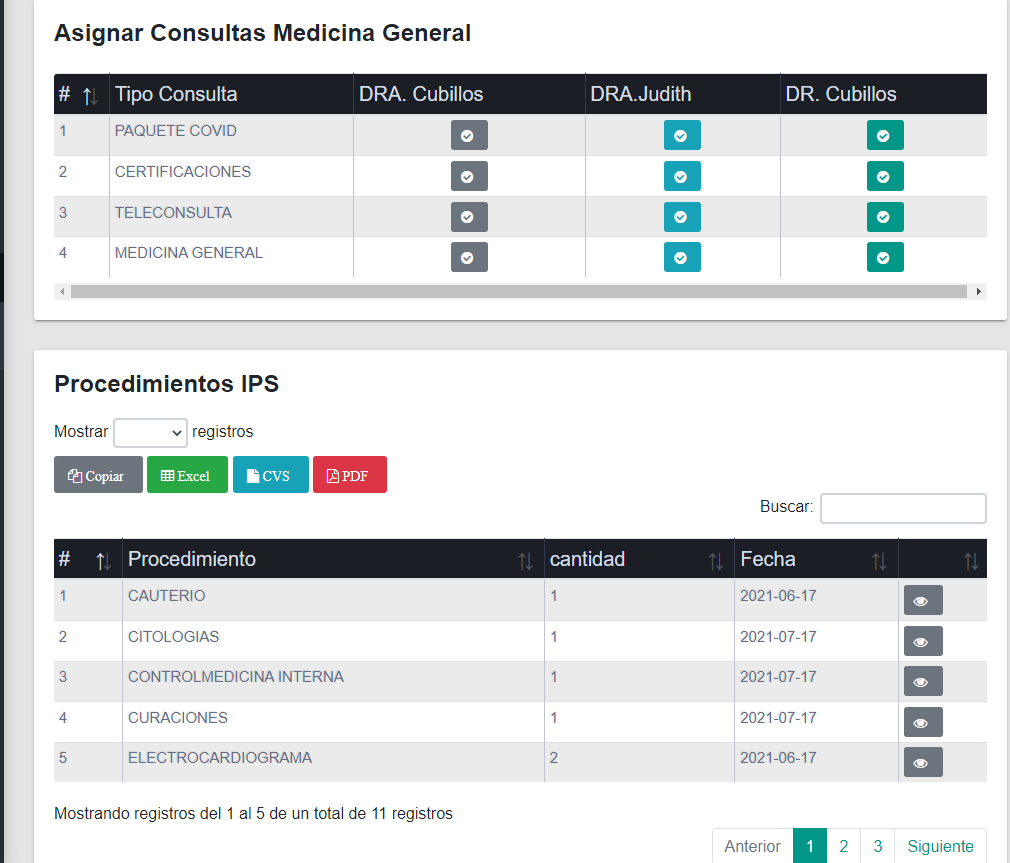 Asignar Consultas Medicina General
# Tipo Consulta DRA. Cubillos DRA.Judith DR. Cubillos
1 PAQUETE COVID
2 CERTIFICACIONES
3 TELECONSULTA
4 MEDICINA GENERAL
Procedimientos IPS
Mostrar registros
Copiar Excel CVS PDF
Buscar:
# Procedimiento cantidad Fecha
1 CAUTERIO 1 2021-06-17
2 CITOLOGIAS 1 2021-07-17
3 CONTROLMEDICINA INTERNA 1 2021-07-17
4 CURACIONES 1 2021-07-17
5 ELECTROCARDIOGRAMA 2 2021-06-17
Mostrando registros del 1 al 5 de un total de 11 registros
Anterior 1 2 3 Siguiente